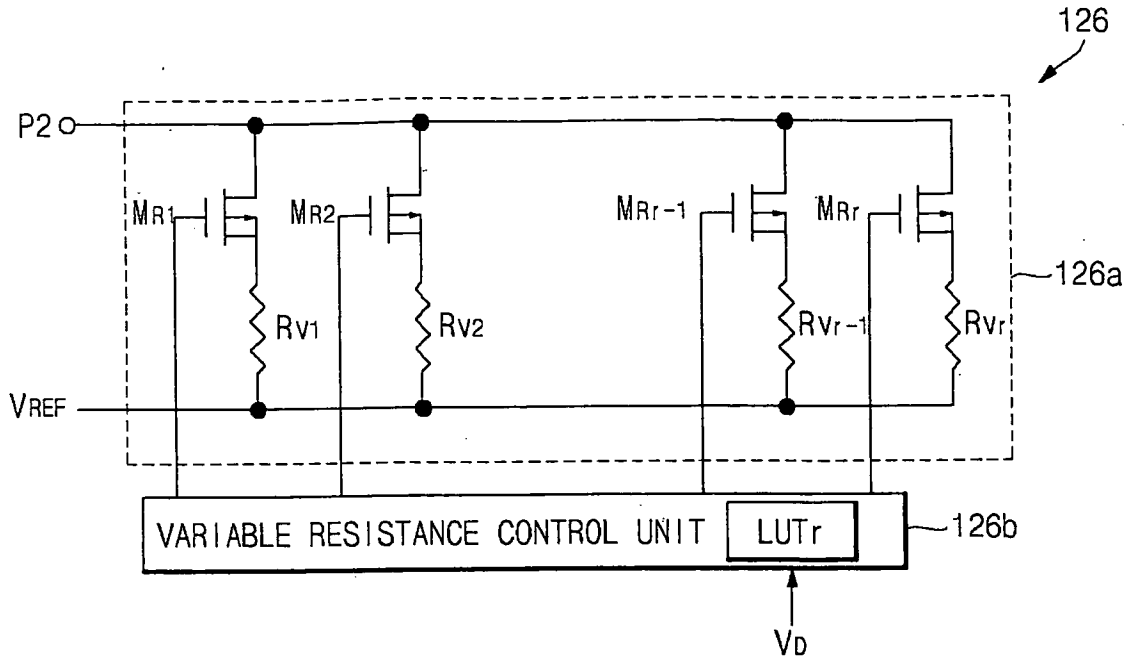 126
P2
MR1
MR2
MRr-1
MRr
126a
RV1
RV2
RVr-1
RVr
VREF
VARIABLE RESISTANCE CONTROL UNIT
LUTr
126b
VD